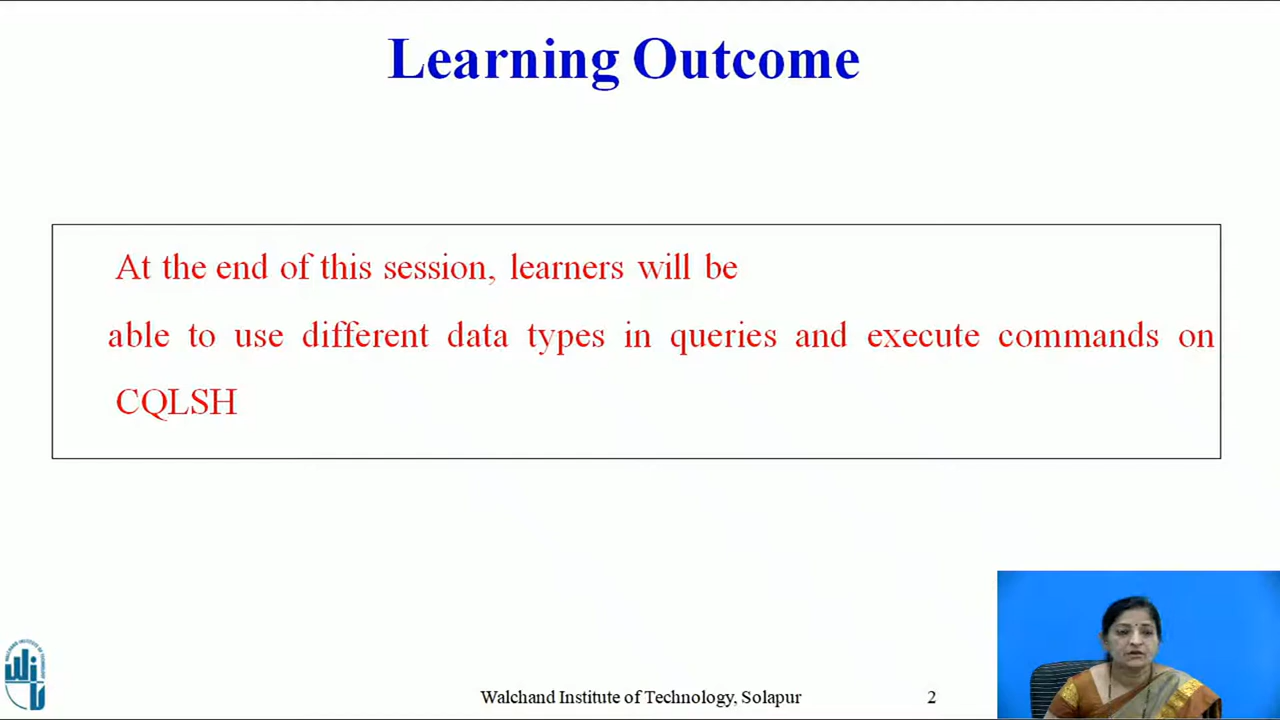 Learning Outcome
At the end of this session, learners will be
able to use different data types in queries and execute commands on
CQLSH
Walchand Institute of Technology, Solapur
2